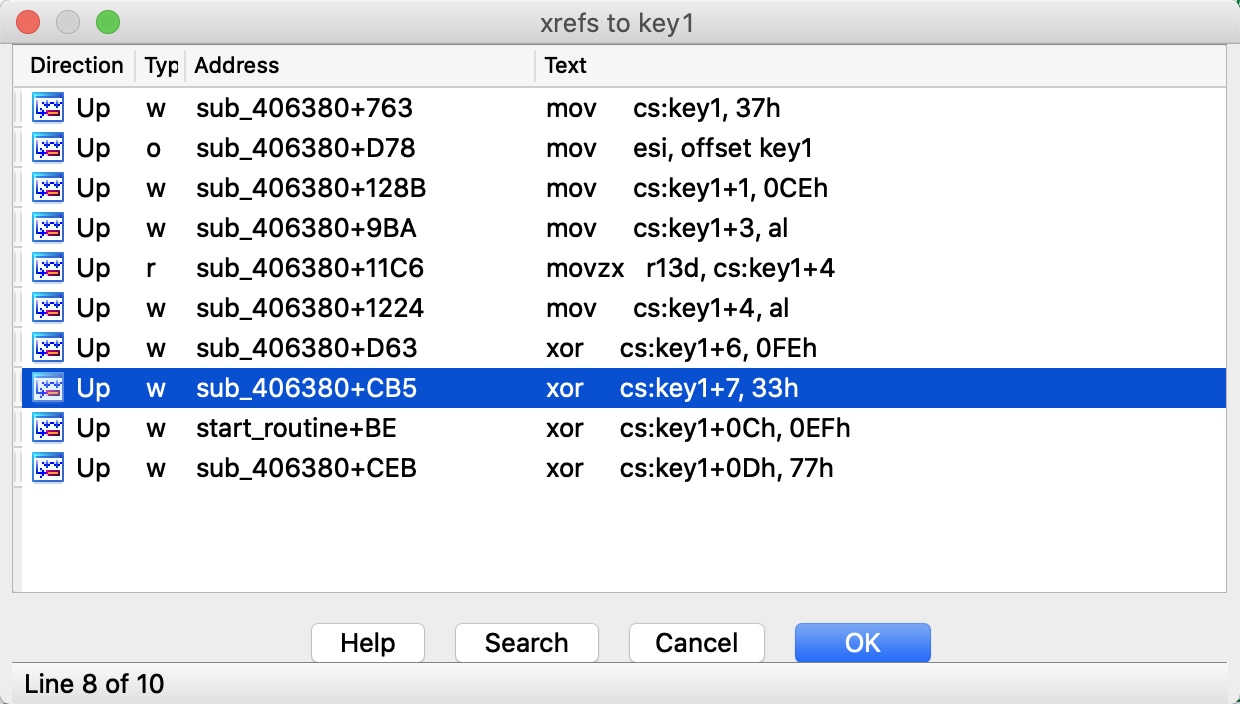 xrefs to key1
Direction Typ Address Text
Up w sub_406380+763 mov cs:key1, 37h
Up o sub_406380+D78 mov esi, offset key1
Up w sub_406380+128B mov cs:key1+1, 0CEh
Up w sub_406380+9BA mov cs:key1+3, al
Up r sub_406380+11C6 movzx r13d, cs:key1+4
Up w sub_406380+1224 mov cs:key1+4, al
Up w sub_406380+D63 xor cs:key1+6, 0FEh
Up w sub_406380+CB5 xor cs:key1+7, 33h
Up w start_routine+BE xor cs:key1+0Ch, 0EFh
Up w sub_406380+CEB xor cs:key1+0Dh, 77h
Help Search Cancel OK
Line 8 of 10